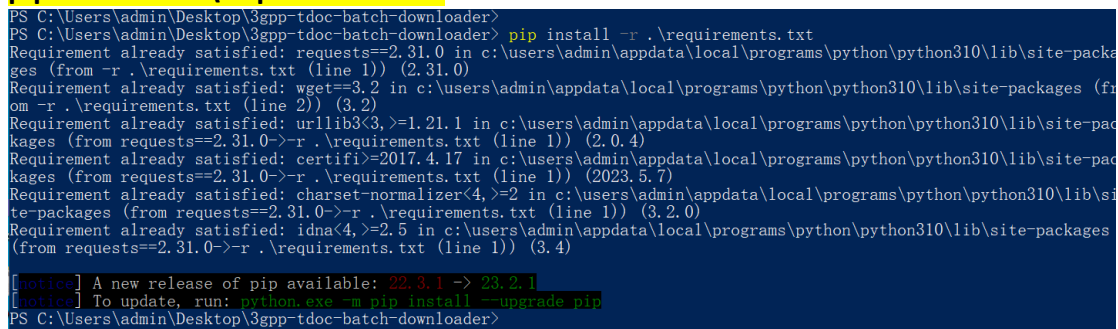 PS C:\Users\admin\Desktop\3gpp-tdoc-batch-downloader>
PS C:\Users\admin\Desktop\3gpp-tdoc-batch-downloader> pip install -r .\requirements.txt
Requirement already satisfied: requests==2.31.0 in c:\users\admin\appdata\local\programs\python\python310\lib\site-packa
ges (from -r .\requirements.txt (line 1)) (2.31.0)
Requirement already satisfied: wget==3.2 in c:\users\admin\appdata\local\programs\python\python310\lib\site-packages (fr
om -r .\requirements.txt (line 2)) (3.2)
Requirement already satisfied: urllib3<3,>=1.21.1 in c:\users\admin\appdata\local\programs\python\python310\lib\site-pac
kages (from requests==2.31.0->-r .\requirements.txt (line 1)) (2.0.4)
Requirement already satisfied: certifi>=2017.4.17 in c:\users\admin\appdata\local\programs\python\python310\lib\site-pac
kages (from requests==2.31.0->-r .\requirements.txt (line 1)) (2023.5.7)
Requirement already satisfied: charset-normalizer<4,>=2 in c:\users\admin\appdata\local\programs\python\python310\lib\si
te-packages (from requests==2.31.0->-r .\requirements.txt (line 1)) (3.2.0)
Requirement already satisfied: idna<4,>=2.5 in c:\users\admin\appdata\local\programs\python\python310\lib\site-packages
(from requests==2.31.0->-r .\requirements.txt (line 1)) (3.4)
[notice] A new release of pip available: 22.3.1 -> 23.2.1
[notice] To update, run: python.exe -m pip install --upgrade pip
PS C:\Users\admin\Desktop\3gpp-tdoc-batch-downloader>